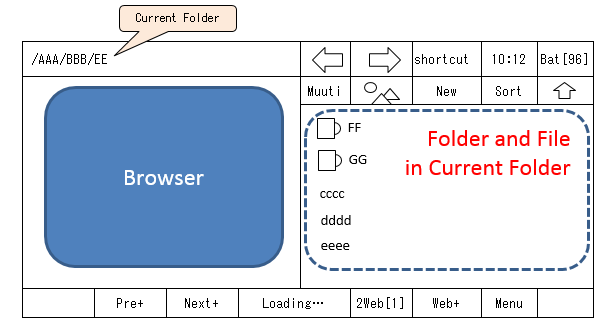 Current Folder
/AAA/BBB/EE
shortcut
10:12
Bat[96]
Muuti
New
Sort
Browser
FF
GG
cccc
dddd
eeee
Folder and File
in Current Folder
Pre+
Next+
Loading…
2Web[1]
Web+
Menu